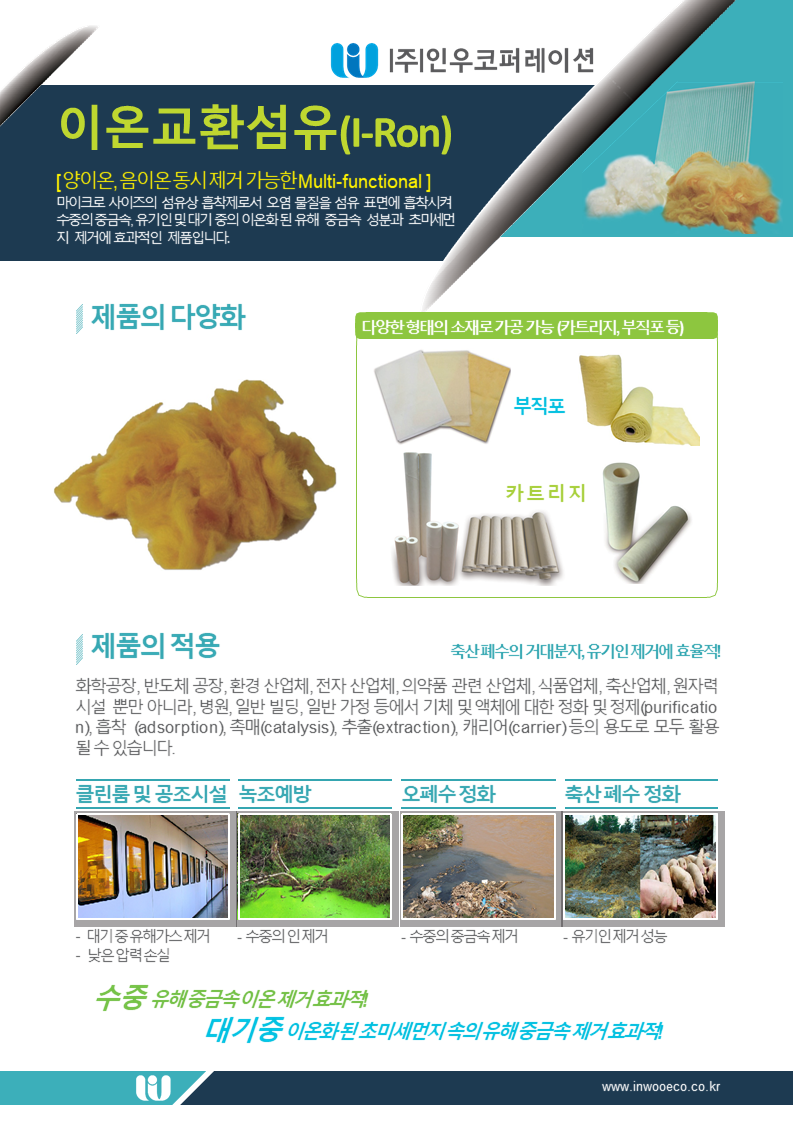 |주|인우코퍼레이션
이온교환섬유(I-Ron)
[ 양이온, 음이온 동시 제거 가능한 Multi-functional ]
마이크로 사이즈의 섬유상 흡착제로서 오염 물질을 섬유 표면에 흡착시켜
수중의 중금속, 유기인 및 대기 중의 이온화 된 유해 중금속 성분과 초미세먼
지 제거에 효과적인 제품입니다.
제품의 다양화
다양한 형태의 소재로 가공 가능 (카트리지, 부직포 등)
부직포
카 트 리 지
제품의 적용
축산 폐수의 거대분자, 유기인 제거에 효율적!
화학공장, 반도체 공장, 환경 산업체, 전자 산업체, 의약품 관련 산업체, 식품업체, 축산업체, 원자력
시설 뿐만 아니라, 병원, 일반 빌딩, 일반 가정 등에서 기체 및 액체에 대한 정화 및 정제(purificatio
n), 흡착 (adsorption), 촉매(catalysis), 추출(extraction), 캐리어(carrier) 등의 용도로 모두 활용
될 수 있습니다.
클린룸 및 공조시설 녹조예방 오폐수 정화 축산 폐수 정화
- 대기 중 유해가스 제거 - 수중의 인 제거 - 수중의 중금속 제거 - 유기인 제거 성능
- 낮은 압력 손실
수중 유해 중금속 이온 제거 효과적!
대기중 이온화 된 초미세먼지 속의 유해 중금속 제거 효과적!
www.inwooeco.co.kr